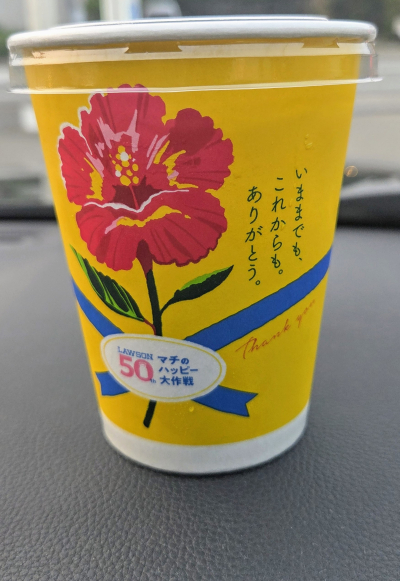 いままでも、
これからも。
ありがとう。
Thank you
LAWSON
50th
マチの
ハッピー
大作戦